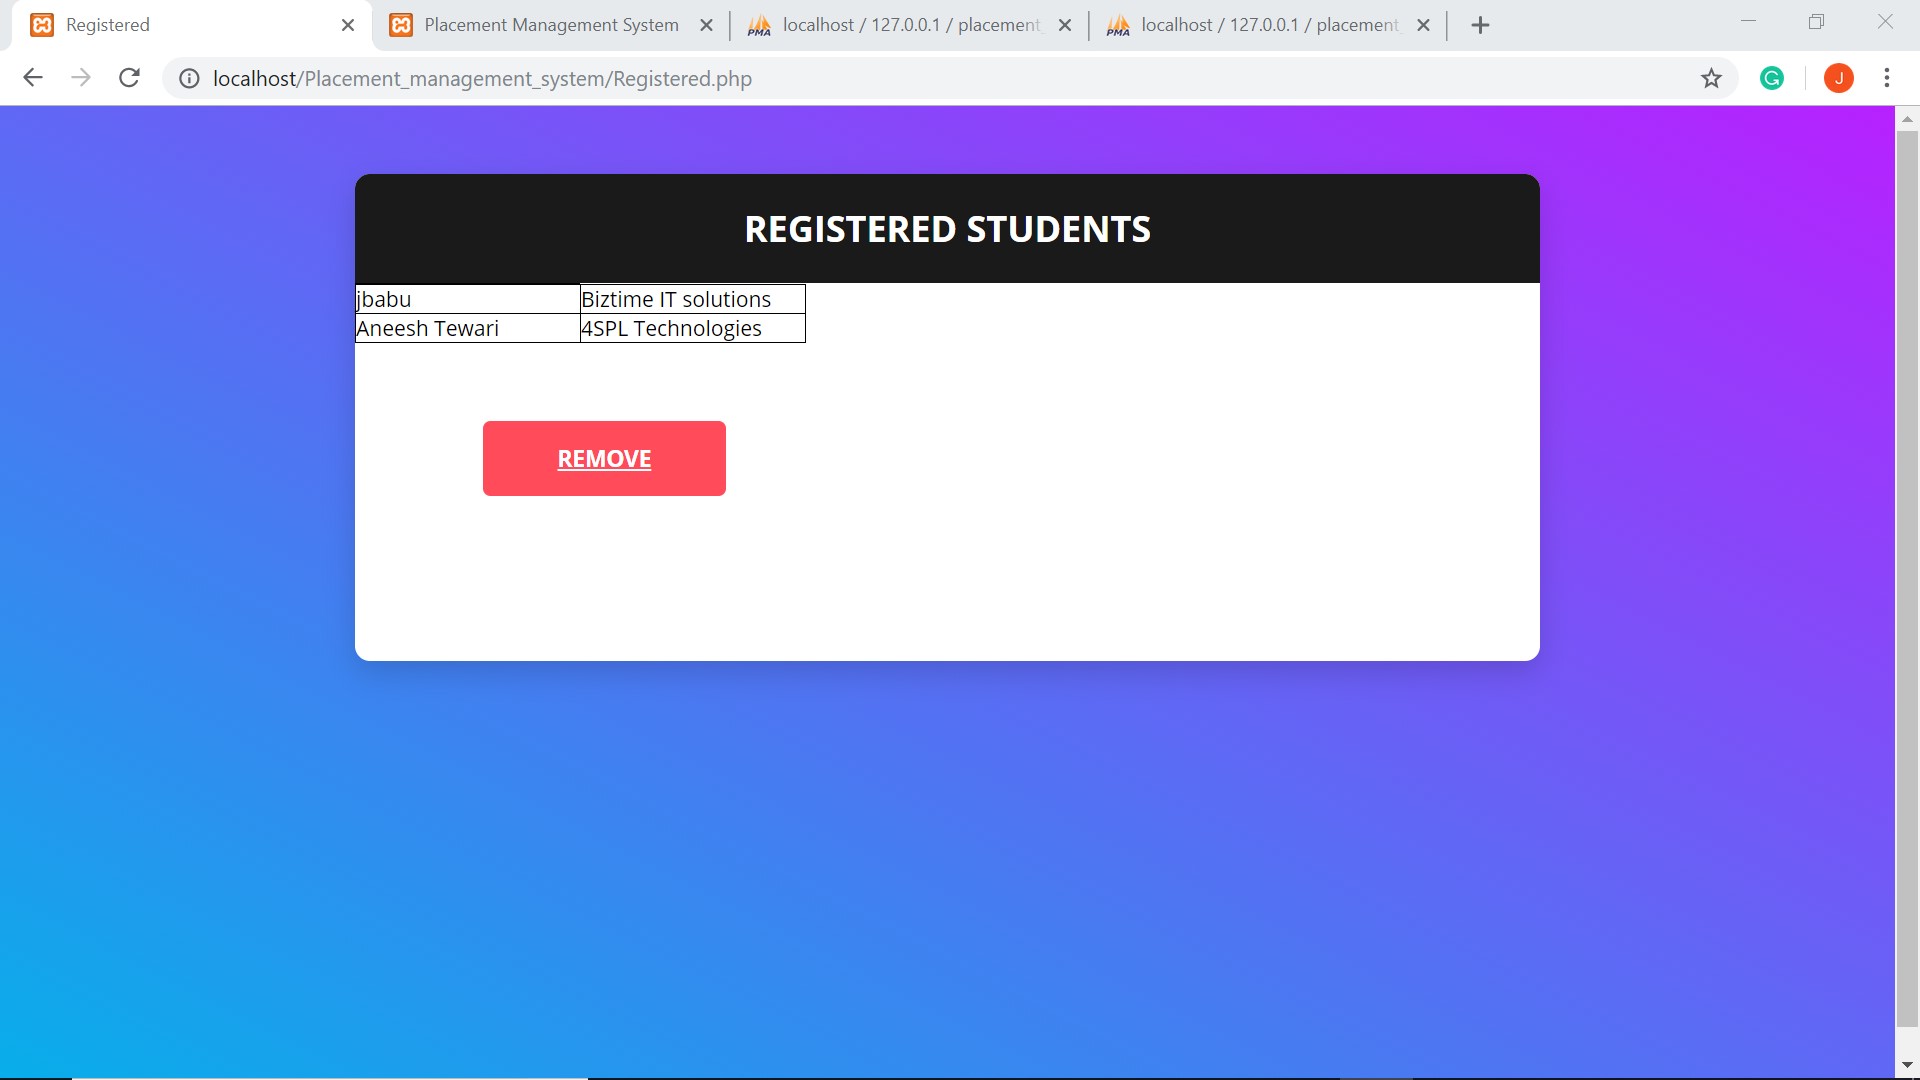 Registered
Placement Management System
localhost / 127.0.0.1 / placement
localhost / 127.0.0.1 / placement
localhost/Placement_management_system/Registered.php
J
REGISTERED STUDENTS
jbabu Biztime IT solutions
Aneesh Tewari 4SPL Technologies
REMOVE